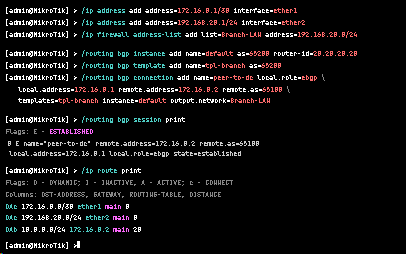 [admin@MikroTik] > /ip address add address=172.16.0.1/30 interface=ether1
[admin@MikroTik] > /ip address add address=192.168.20.1/24 interface=ether2
[admin@MikroTik] > /ip firewall address-list add list=Branch-LAN address=192.168.20.0/24
[admin@MikroTik] > /routing bgp instance add name=default as=65200 router-id=20.20.20.20
[admin@MikroTik] > /routing bgp template add name=tpl-branch as=65200
[admin@MikroTik] > /routing bgp connection add name=peer-to-dc local.role=ebgp \
local.address=172.16.0.1 remote.address=172.16.0.2 remote.as=65100 \
templates=tpl-branch instance=default output.network=Branch-LAN
[admin@MikroTik] > /routing bgp session print
Flags: E - ESTABLISHED
0 E name="peer-to-dc" remote.address=172.16.0.2 remote.as=65100
local.address=172.16.0.1 local.role=ebgp state=established
[admin@MikroTik] > /ip route print
Flags: D - DYNAMIC; I - INACTIVE, A - ACTIVE; c - CONNECT
Columns: DST-ADDRESS, GATEWAY, ROUTING-TABLE, DISTANCE
DAc 172.16.0.0/30 ether1 main 0
DAc 192.168.20.0/24 ether2 main 0
DAb 10.0.0.0/24 172.16.0.2 main 20
[admin@MikroTik] >